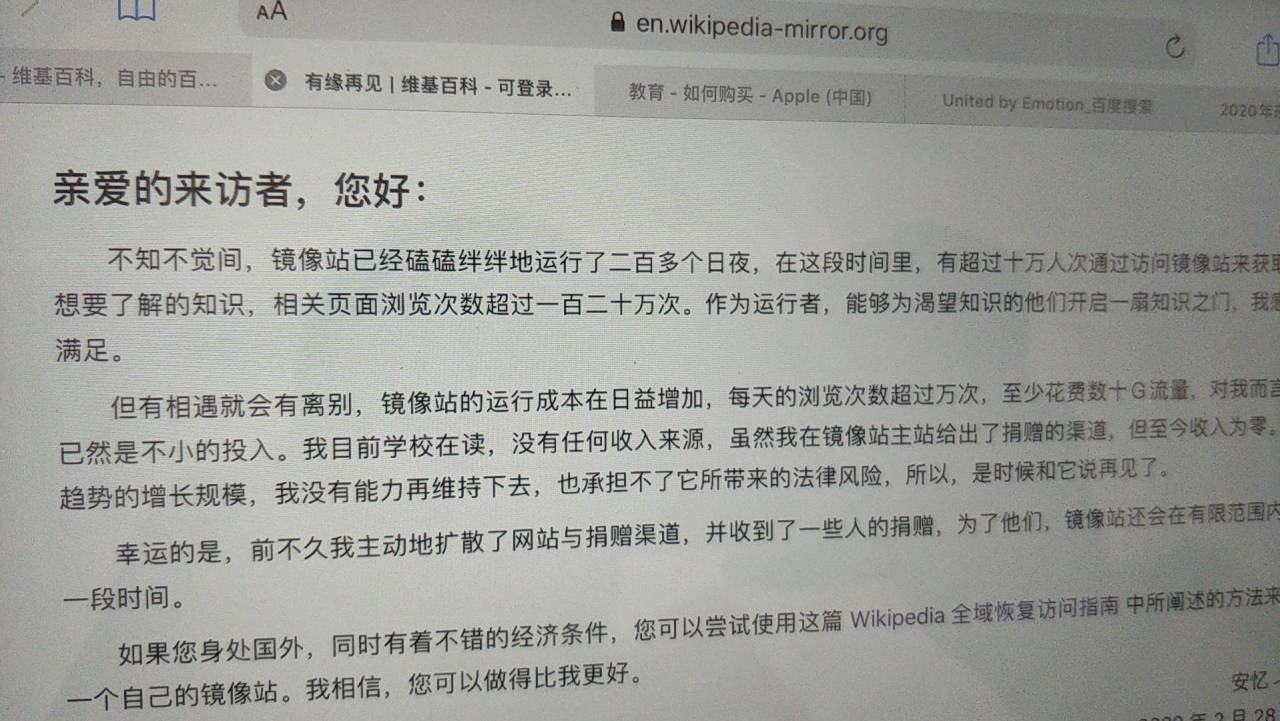 AA
en.wikipedia-mirror.org
- 维基百科，自由的百...
有缘再见 | 维基百科 - 可登录...
教育 - 如何购买 - Apple (中国)
United by Emotion_百度搜索
2020年
亲爱的来访者，您好：
不知不觉间，镜像站已经磕磕绊绊地运行了二百多个日夜，在这段时间里，有超过十万人次通过访问镜像站来获取
想要了解的知识，相关页面浏览次数超过一百二十万次。作为运行者，能够为渴望知识的他们开启一扇知识之门，我感
满足。
但有相遇就会有离别，镜像站的运行成本在日益增加，每天的浏览次数超过万次，至少花费数十G流量，对我而言
已然是不小的投入。我目前学校在读，没有任何收入来源，虽然我在镜像站主站给出了捐赠的渠道，但至今收入为零。
趋势的增长规模，我没有能力再维持下去，也承担不了它所带来的法律风险，所以，是时候和它说再见了。
幸运的是，前不久我主动地扩散了网站与捐赠渠道，并收到了一些人的捐赠，为了他们，镜像站还会在有限范围内
一段时间。
如果您身处国外，同时有着不错的经济条件，您可以尝试使用这篇 Wikipedia 全域恢复访问指南 中所阐述的方法来
一个自己的镜像站。我相信，您可以做得比我更好。
安忆
年2月28